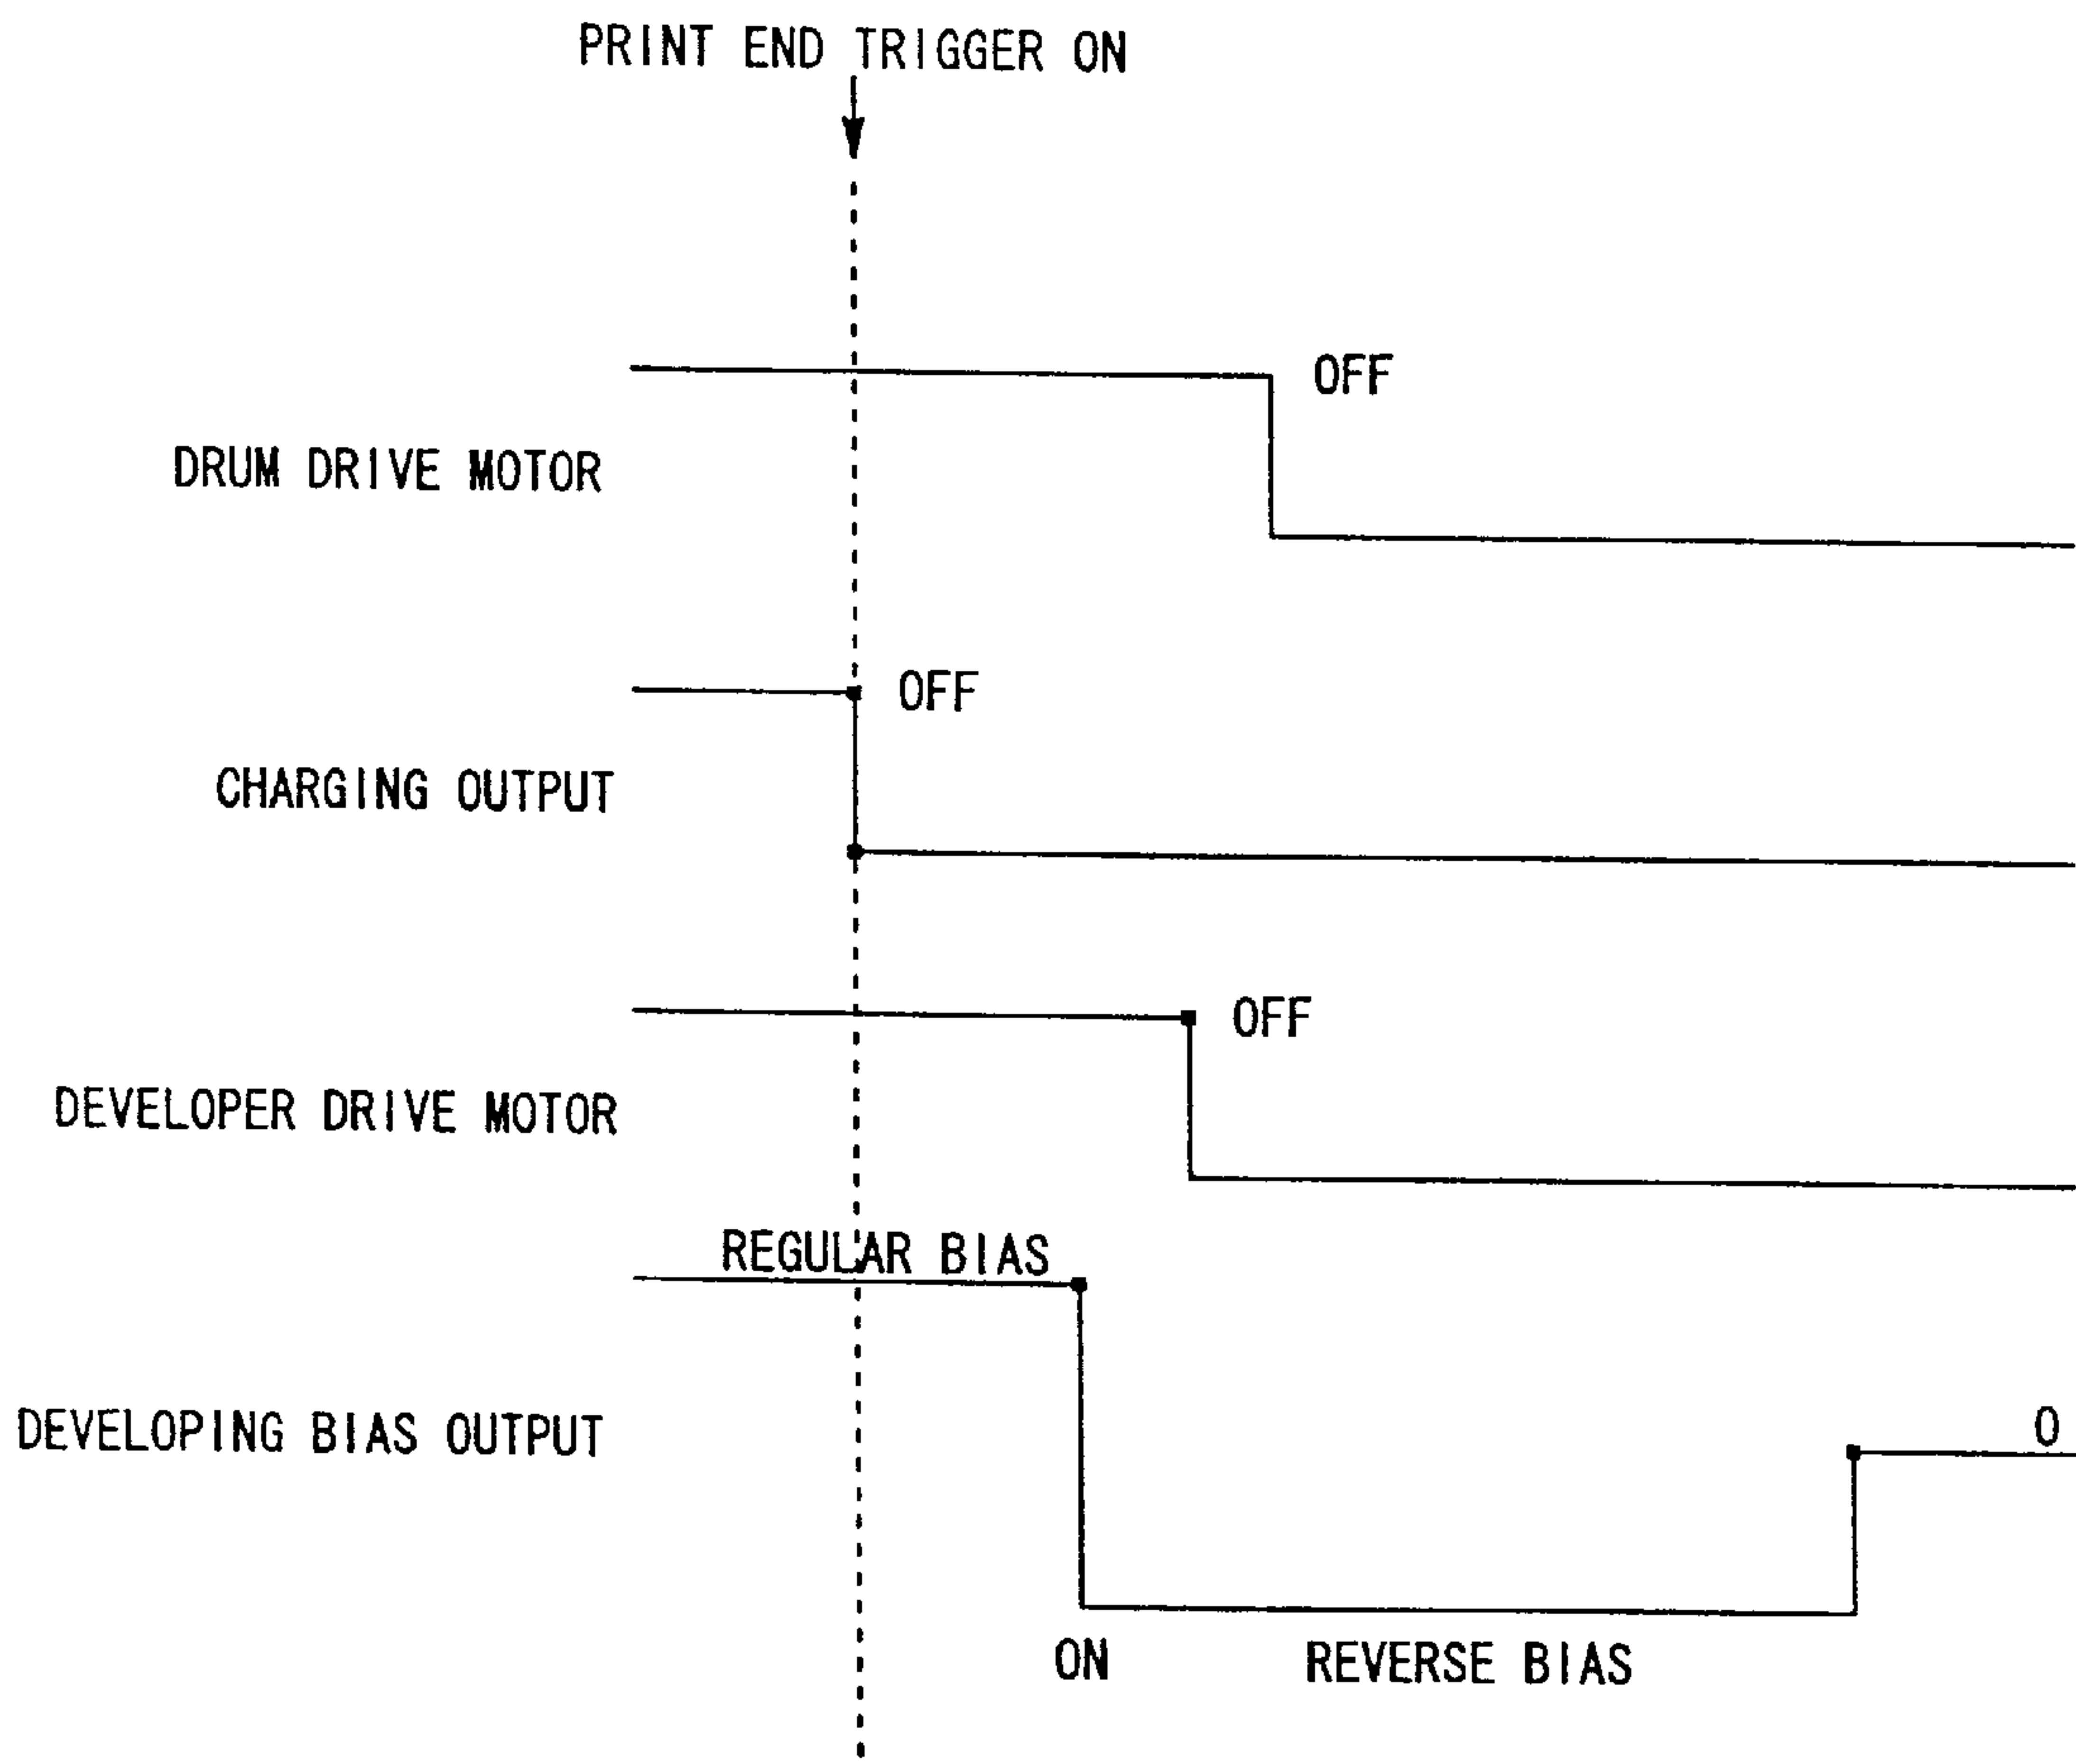 PRINT END TRIGGER ON
OFF
DRUM DRIVE MOTOR
OFF
CHARGING OUTPUT
OFF
DEVELOPER DRIVE MOTOR
REGULAR BIAS
DEVELOPING BIAS OUTPUT
0
ON
REVERSE BIAS